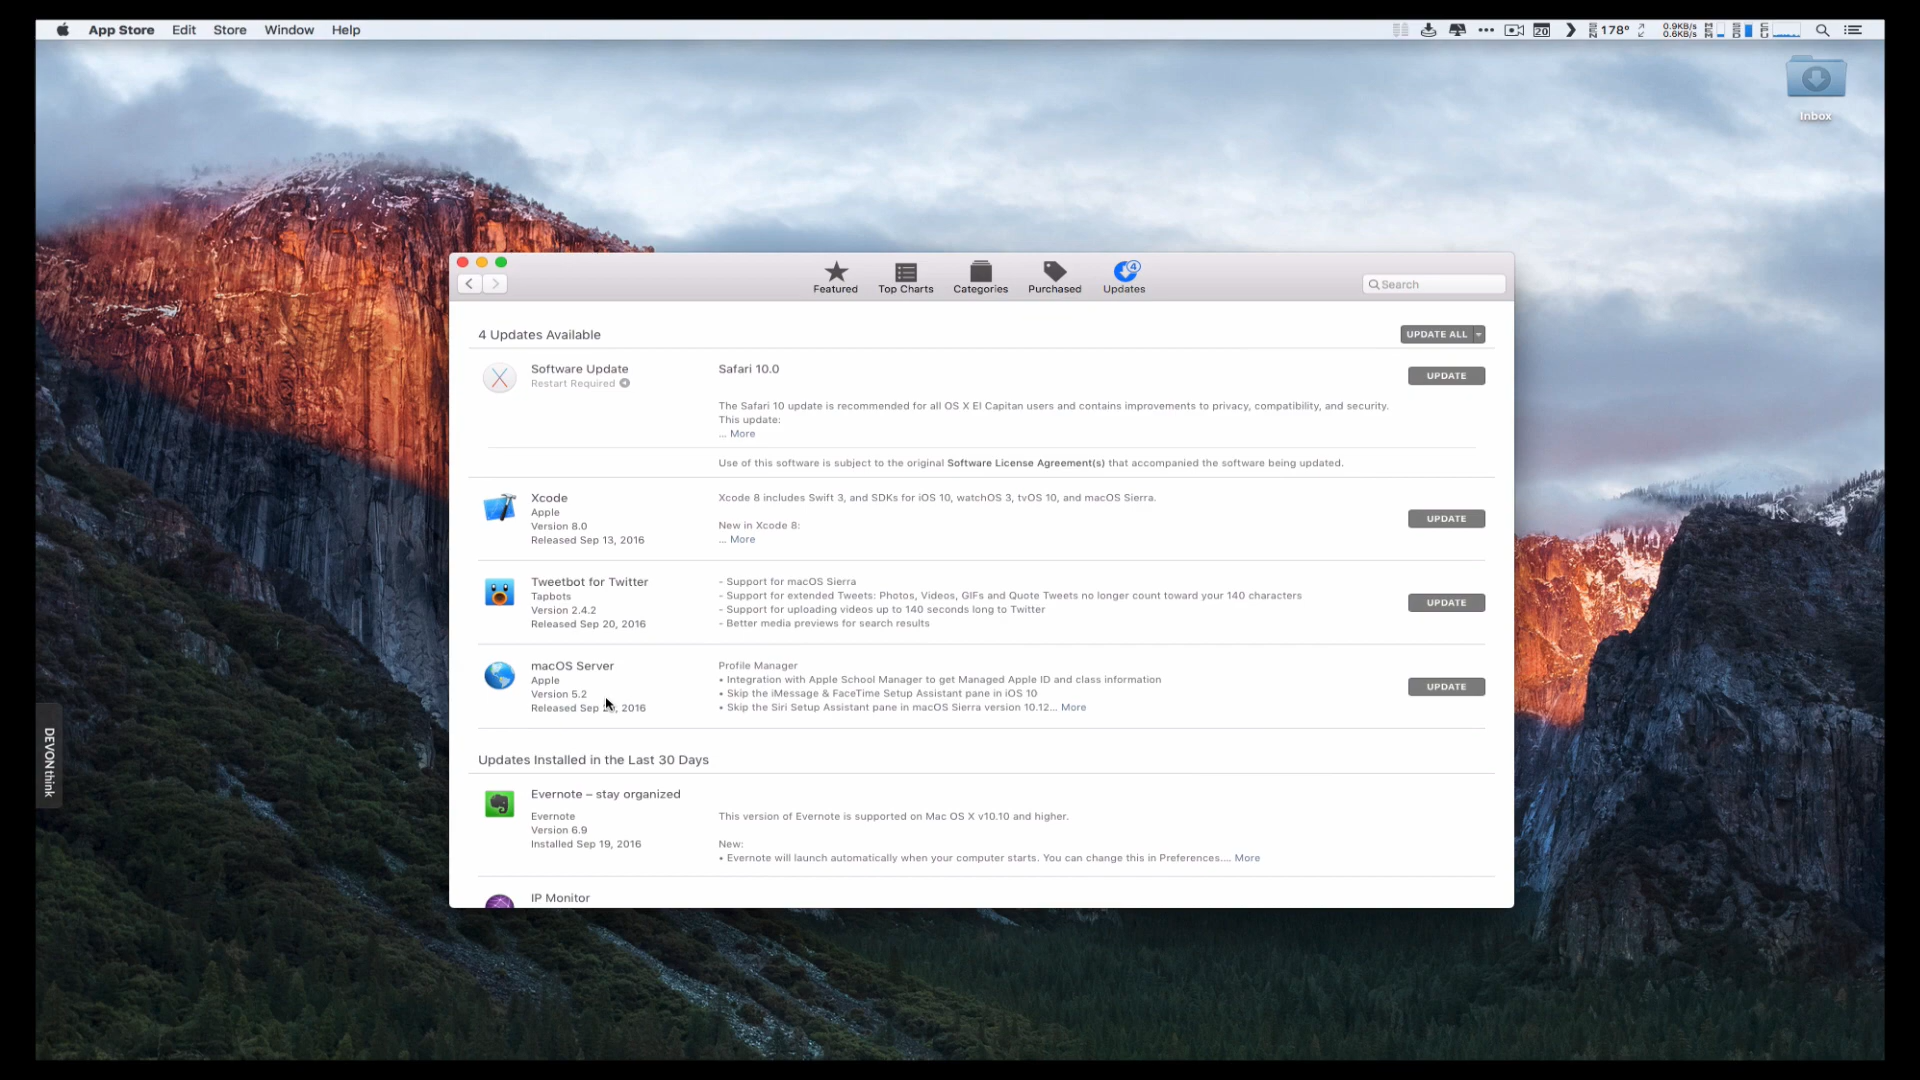 App Store Edit Store Window Help
20 178° 0.9KB/s 0.6KB/s
Inbox
Featured Top Charts Categories Purchased Updates
4
Search
4 Updates Available
UPDATE ALL
Software Update
Restart Required
Safari 10.0
UPDATE
The Safari 10 update is recommended for all OS X El Capitan users and contains improvements to privacy, compatibility, and security.
This update:
... More
Use of this software is subject to the original Software License Agreement(s) that accompanied the software being updated.
Xcode
Apple
Version 8.0
Released Sep 13, 2016
Xcode 8 includes Swift 3, and SDKs for iOS 10, watchOS 3, tvOS 10, and macOS Sierra.
New in Xcode 8:
... More
UPDATE
Tweetbot for Twitter
Tapbots
Version 2.4.2
Released Sep 20, 2016
- Support for macOS Sierra
- Support for extended Tweets: Photos, Videos, GIFs and Quote Tweets no longer count toward your 140 characters
- Support for uploading videos up to 140 seconds long to Twitter
- Better media previews for search results
UPDATE
macOS Server
Apple
Version 5.2
Released Sep , 2016
Profile Manager
• Integration with Apple School Manager to get Managed Apple ID and class information
• Skip the iMessage & FaceTime Setup Assistant pane in iOS 10
• Skip the Siri Setup Assistant pane in macOS Sierra version 10.12... More
UPDATE
DEVONthink
Updates Installed in the Last 30 Days
Evernote – stay organized
Evernote
Version 6.9
Installed Sep 19, 2016
This version of Evernote is supported on Mac OS X v10.10 and higher.
New:
• Evernote will launch automatically when your computer starts. You can change this in Preferences.... More
IP Monitor